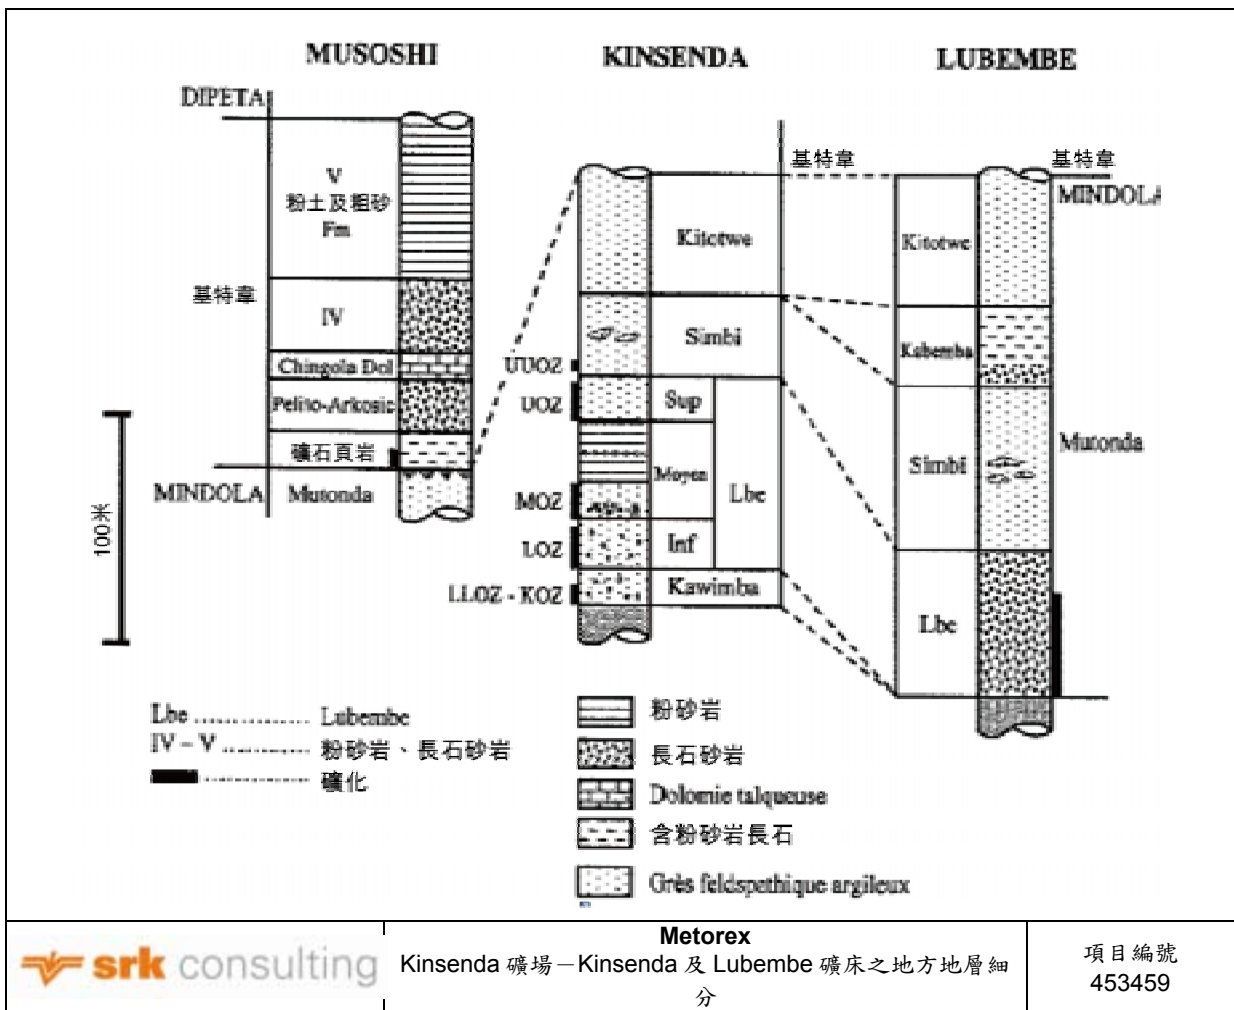 MUSOSHI
KINSENDA
LUBEMBE
DIPETA
V
粉土及粗砂
Fm
基特韋
IV
Chingola Dol
Pelito-Arkosic
礦石頁岩
MINDOLA
Mutonda
100米
基特韋
Kitotwe
Simbi
UUOZ
UOZ
Sup
Moyen
Lbe
MOZ
LOZ
Inf
LLOZ - KOZ
Kawimba
基特韋
MINDOLA
Kitotwe
Kabemba
Simbi
Mutonda
Lbe
Lbe ............ Lubembe
IV – V ............ 粉砂岩、長石砂岩
............ 礦化
粉砂岩
長石砂岩
Dolomie talqueuse
含粉砂岩長石
Grès feldspathique argileux
srk consulting
Metorex
Kinsenda 礦場－Kinsenda 及 Lubembe 礦床之地方地層細
分
項目編號
453459